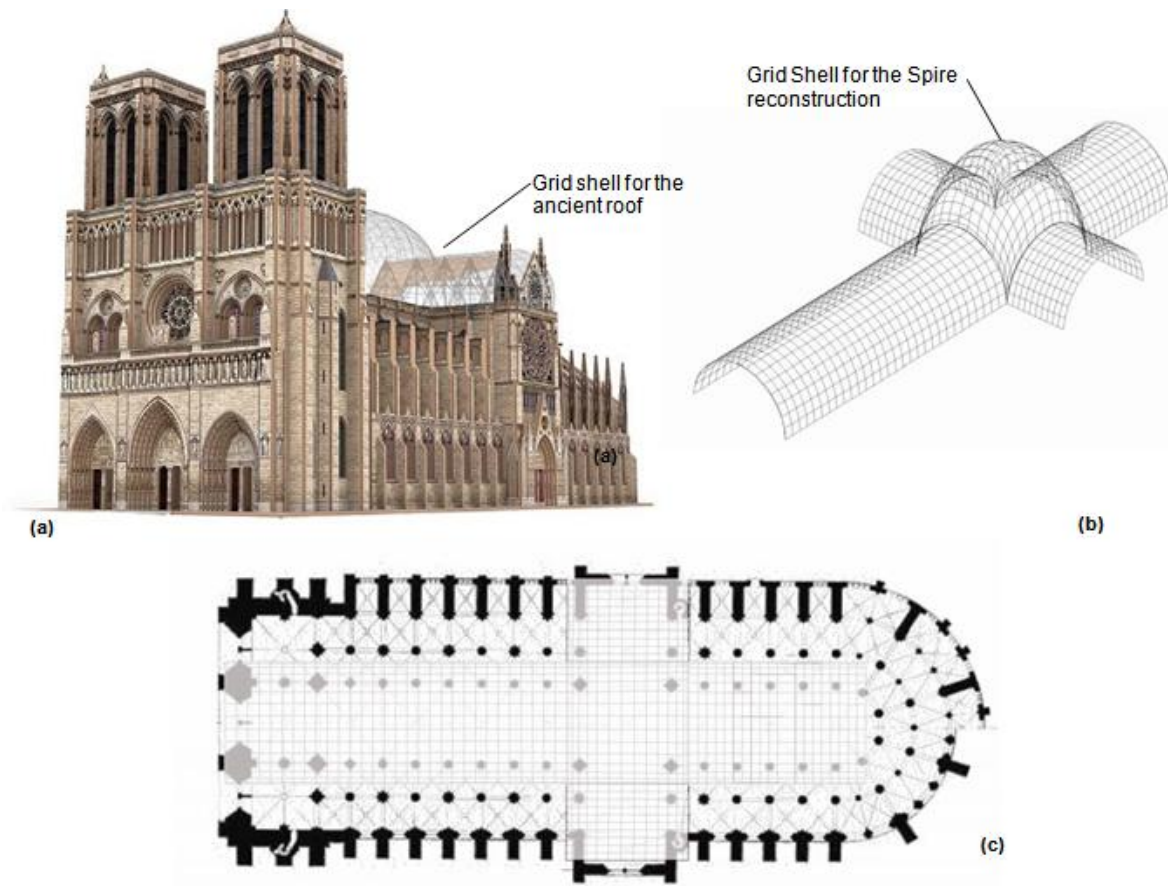 Grid shell for the
ancient roof
(a)
(a)
Grid Shell for the Spire
reconstruction
(b)
(c)